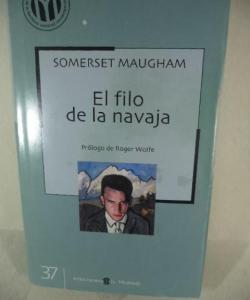 SOMERSET MAUGHAM
El filo
de la navaja
Prólogo de Roger Wolfe
37